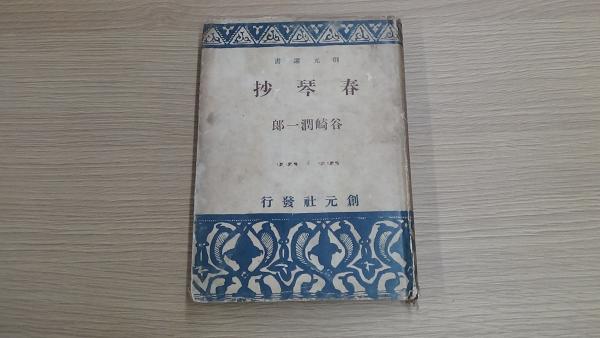 創元選書
春琴抄
谷崎潤一郎
創元社發行